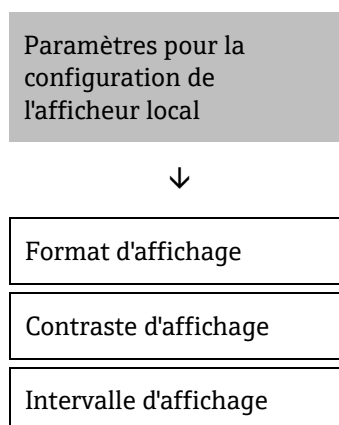 Paramètres pour la
configuration de
l'afficheur local
↓
Format d'affichage
Contraste d'affichage
Intervalle d'affichage